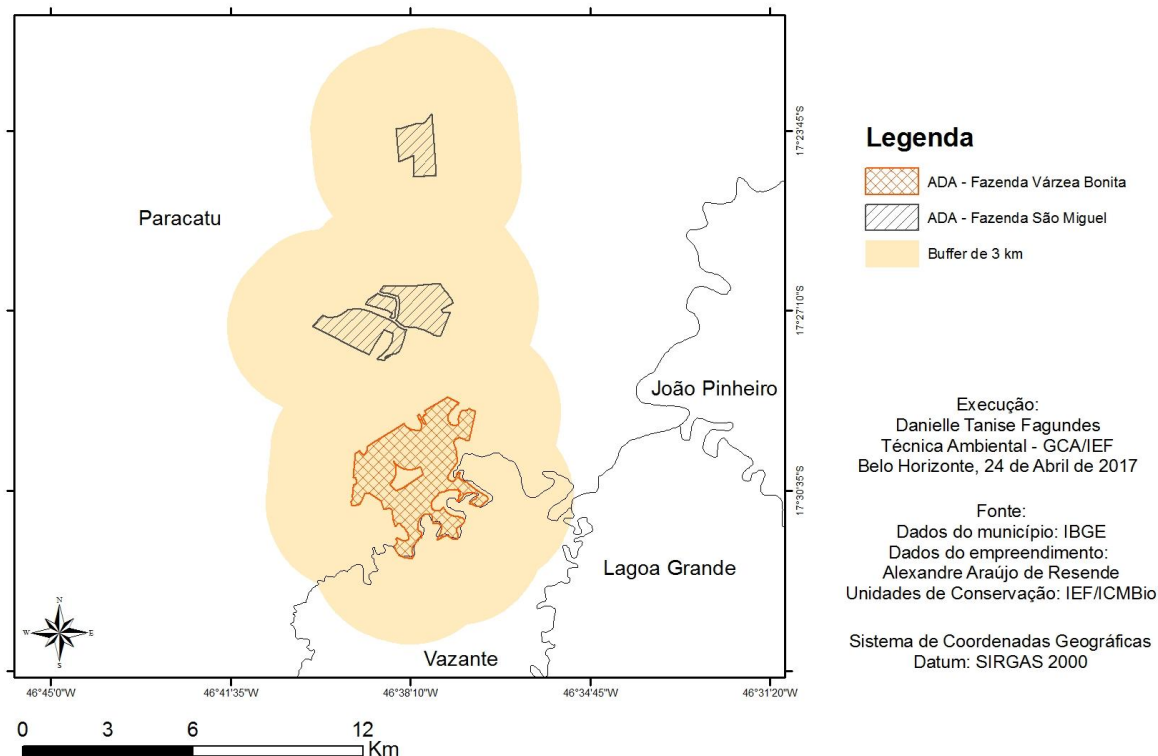 Paracatu
João Pinheiro
Lagoa Grande
Vazante
17°23'45"S
17°27'10"S
17°30'35"S
46°45'0"W
46°41'35"W
46°38'10"W
46°34'45"W
46°31'20"W
N
W
E
S
0 3 6 12
Km
Legenda
ADA - Fazenda Várzea Bonita
ADA - Fazenda São Miguel
Buffer de 3 km
Execução:
Danielle Tanise Fagundes
Técnica Ambiental - GCA/IEF
Belo Horizonte, 24 de Abril de 2017
Fonte:
Dados do município: IBGE
Dados do empreendimento:
Alexandre Araújo de Resende
Unidades de Conservação: IEF/ICMBio
Sistema de Coordenadas Geográficas
Datum: SIRGAS 2000